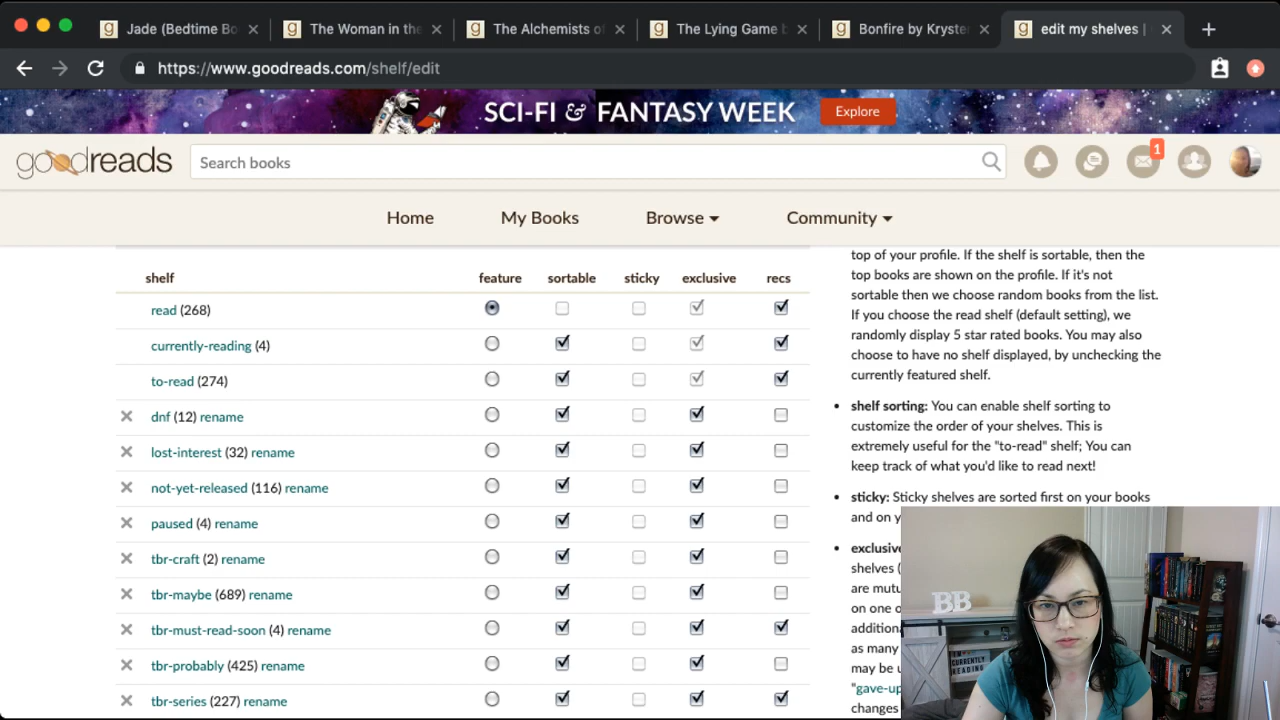 Jade (Bedtime Bo
The Woman in the
The Alchemists of
The Lying Game b
Bonfire by Kryste
edit my shelves |
https://www.goodreads.com/shelf/edit
SCI-FI & FANTASY WEEK
Explore
goodreads
Search books
1
Home
My Books
Browse
Community
shelf feature sortable sticky exclusive recs
read (268)
currently-reading (4)
to-read (274)
dnf (12) rename
lost-interest (32) rename
not-yet-released (116) rename
paused (4) rename
tbr-craft (2) rename
tbr-maybe (689) rename
tbr-must-read-soon (4) rename
tbr-probably (425) rename
tbr-series (227) rename
top of your profile. If the shelf is sortable, then the
top books are shown on the profile. If it's not
sortable then we choose random books from the list.
If you choose the read shelf (default setting), we
randomly display 5 star rated books. You may also
choose to have no shelf displayed, by unchecking the
currently featured shelf.
• shelf sorting: You can enable shelf sorting to
customize the order of your shelves. This is
extremely useful for the "to-read" shelf; You can
keep track of what you'd like to read next!
• sticky: Sticky shelves are sorted first on your books
and on y
• exclusive
shelves (
are mutu
on one o
additiona
as many
may be u
"gave-up
changes
BB
CURRENTLY
READING